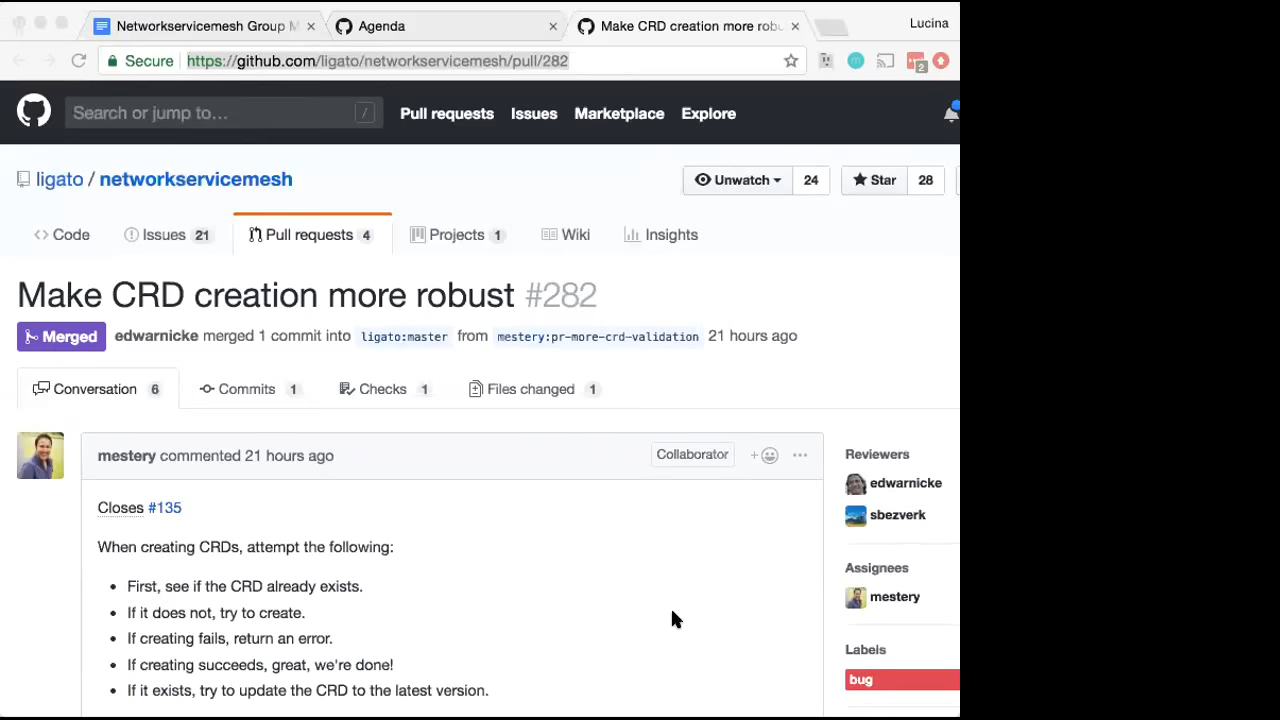 Networkservicemesh Group M
Agenda
Make CRD creation more robu
Lucina
Secure https://github.com/ligato/networkservicemesh/pull/282
2
Search or jump to… /
Pull requests Issues Marketplace Explore
ligato / networkservicemesh
Unwatch 24 Star 28
Code Issues 21 Pull requests 4 Projects 1 Wiki Insights
Make CRD creation more robust #282
Merged edwarnicke merged 1 commit into ligato:master from mestery:pr-more-crd-validation 21 hours ago
Conversation 6 Commits 1 Checks 1 Files changed 1
mestery commented 21 hours ago Collaborator
Closes #135
When creating CRDs, attempt the following:
• First, see if the CRD already exists.
• If it does not, try to create.
• If creating fails, return an error.
• If creating succeeds, great, we're done!
• If it exists, try to update the CRD to the latest version.
Reviewers
edwarnicke
sbezverk
Assignees
mestery
Labels
bug